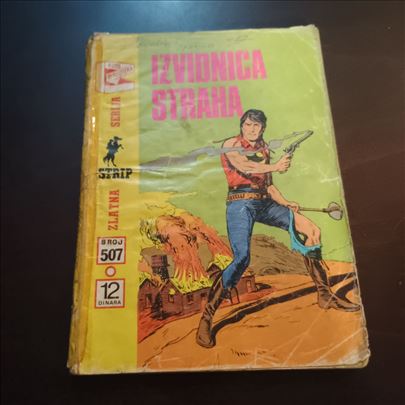 IZVIDNICA
STRAHA
ZLATNA SERIJA
STRIP
BROJ
507
12
DINARA